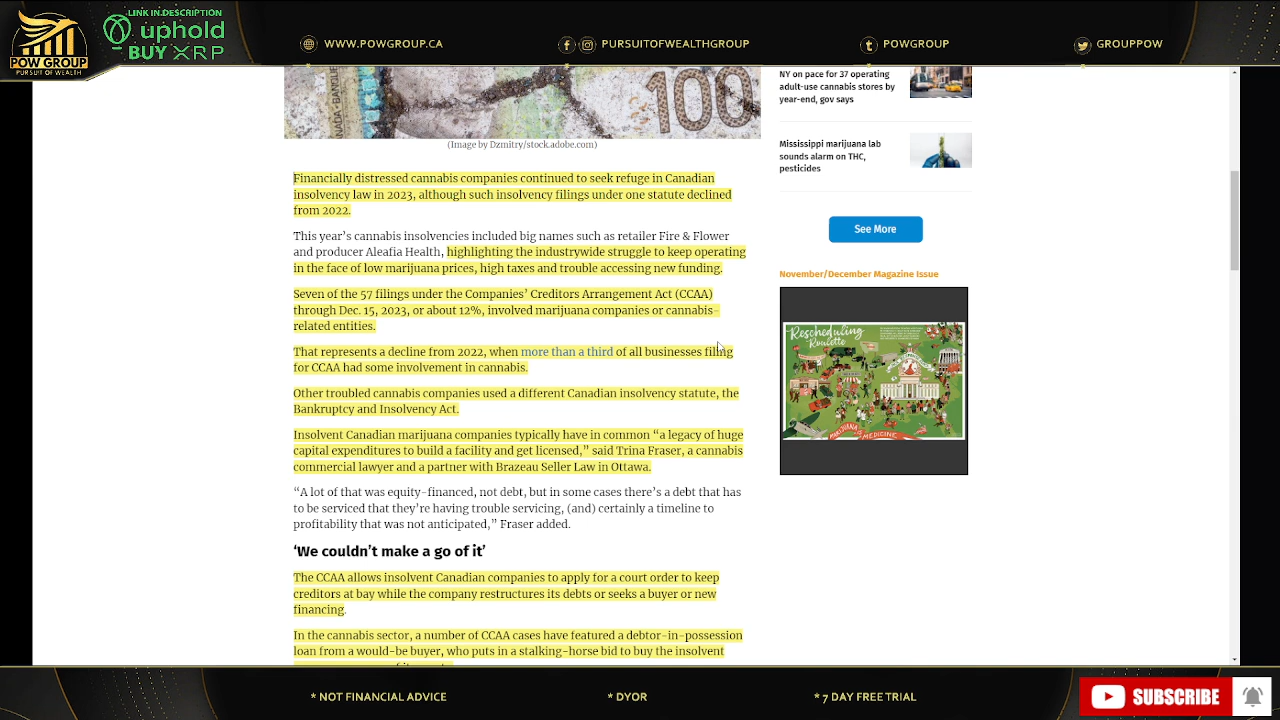 LINK IN DESCRIPTION
uphold
BUY XRP
POW GROUP
PURSUIT OF WEALTH
WWW.POWGROUP.CA
PURSUITOFWEALTHGROUP
POWGROUP
GROUPPOW
100
(Image by Dzmitry/stock.adobe.com)
Financially distressed cannabis companies continued to seek refuge in Canadian
insolvency law in 2023, although such insolvency filings under one statute declined
from 2022.
This year’s cannabis insolvencies included big names such as retailer Fire & Flower
and producer Aleafia Health, highlighting the industrywide struggle to keep operating
in the face of low marijuana prices, high taxes and trouble accessing new funding.
Seven of the 57 filings under the Companies’ Creditors Arrangement Act (CCAA)
through Dec. 15, 2023, or about 12%, involved marijuana companies or cannabis-
related entities.
That represents a decline from 2022, when more than a third of all businesses filing
for CCAA had some involvement in cannabis.
Other troubled cannabis companies used a different Canadian insolvency statute, the
Bankruptcy and Insolvency Act.
Insolvent Canadian marijuana companies typically have in common “a legacy of huge
capital expenditures to build a facility and get licensed,” said Trina Fraser, a cannabis
commercial lawyer and a partner with Brazeau Seller Law in Ottawa.
“A lot of that was equity-financed, not debt, but in some cases there’s a debt that has
to be serviced that they’re having trouble servicing, (and) certainly a timeline to
profitability that was not anticipated,” Fraser added.
‘We couldn’t make a go of it’
The CCAA allows insolvent Canadian companies to apply for a court order to keep
creditors at bay while the company restructures its debts or seeks a buyer or new
financing.
In the cannabis sector, a number of CCAA cases have featured a debtor-in-possession
loan from a would-be buyer, who puts in a stalking-horse bid to buy the insolvent
NY on pace for 37 operating
adult-use cannabis stores by
year-end, gov says
Mississippi marijuana lab
sounds alarm on THC,
pesticides
See More
November/December Magazine Issue
Rescheduling
Roulette
MARIJUANA
MEDICINE
* NOT FINANCIAL ADVICE
* DYOR
* 7 DAY FREE TRIAL
SUBSCRIBE